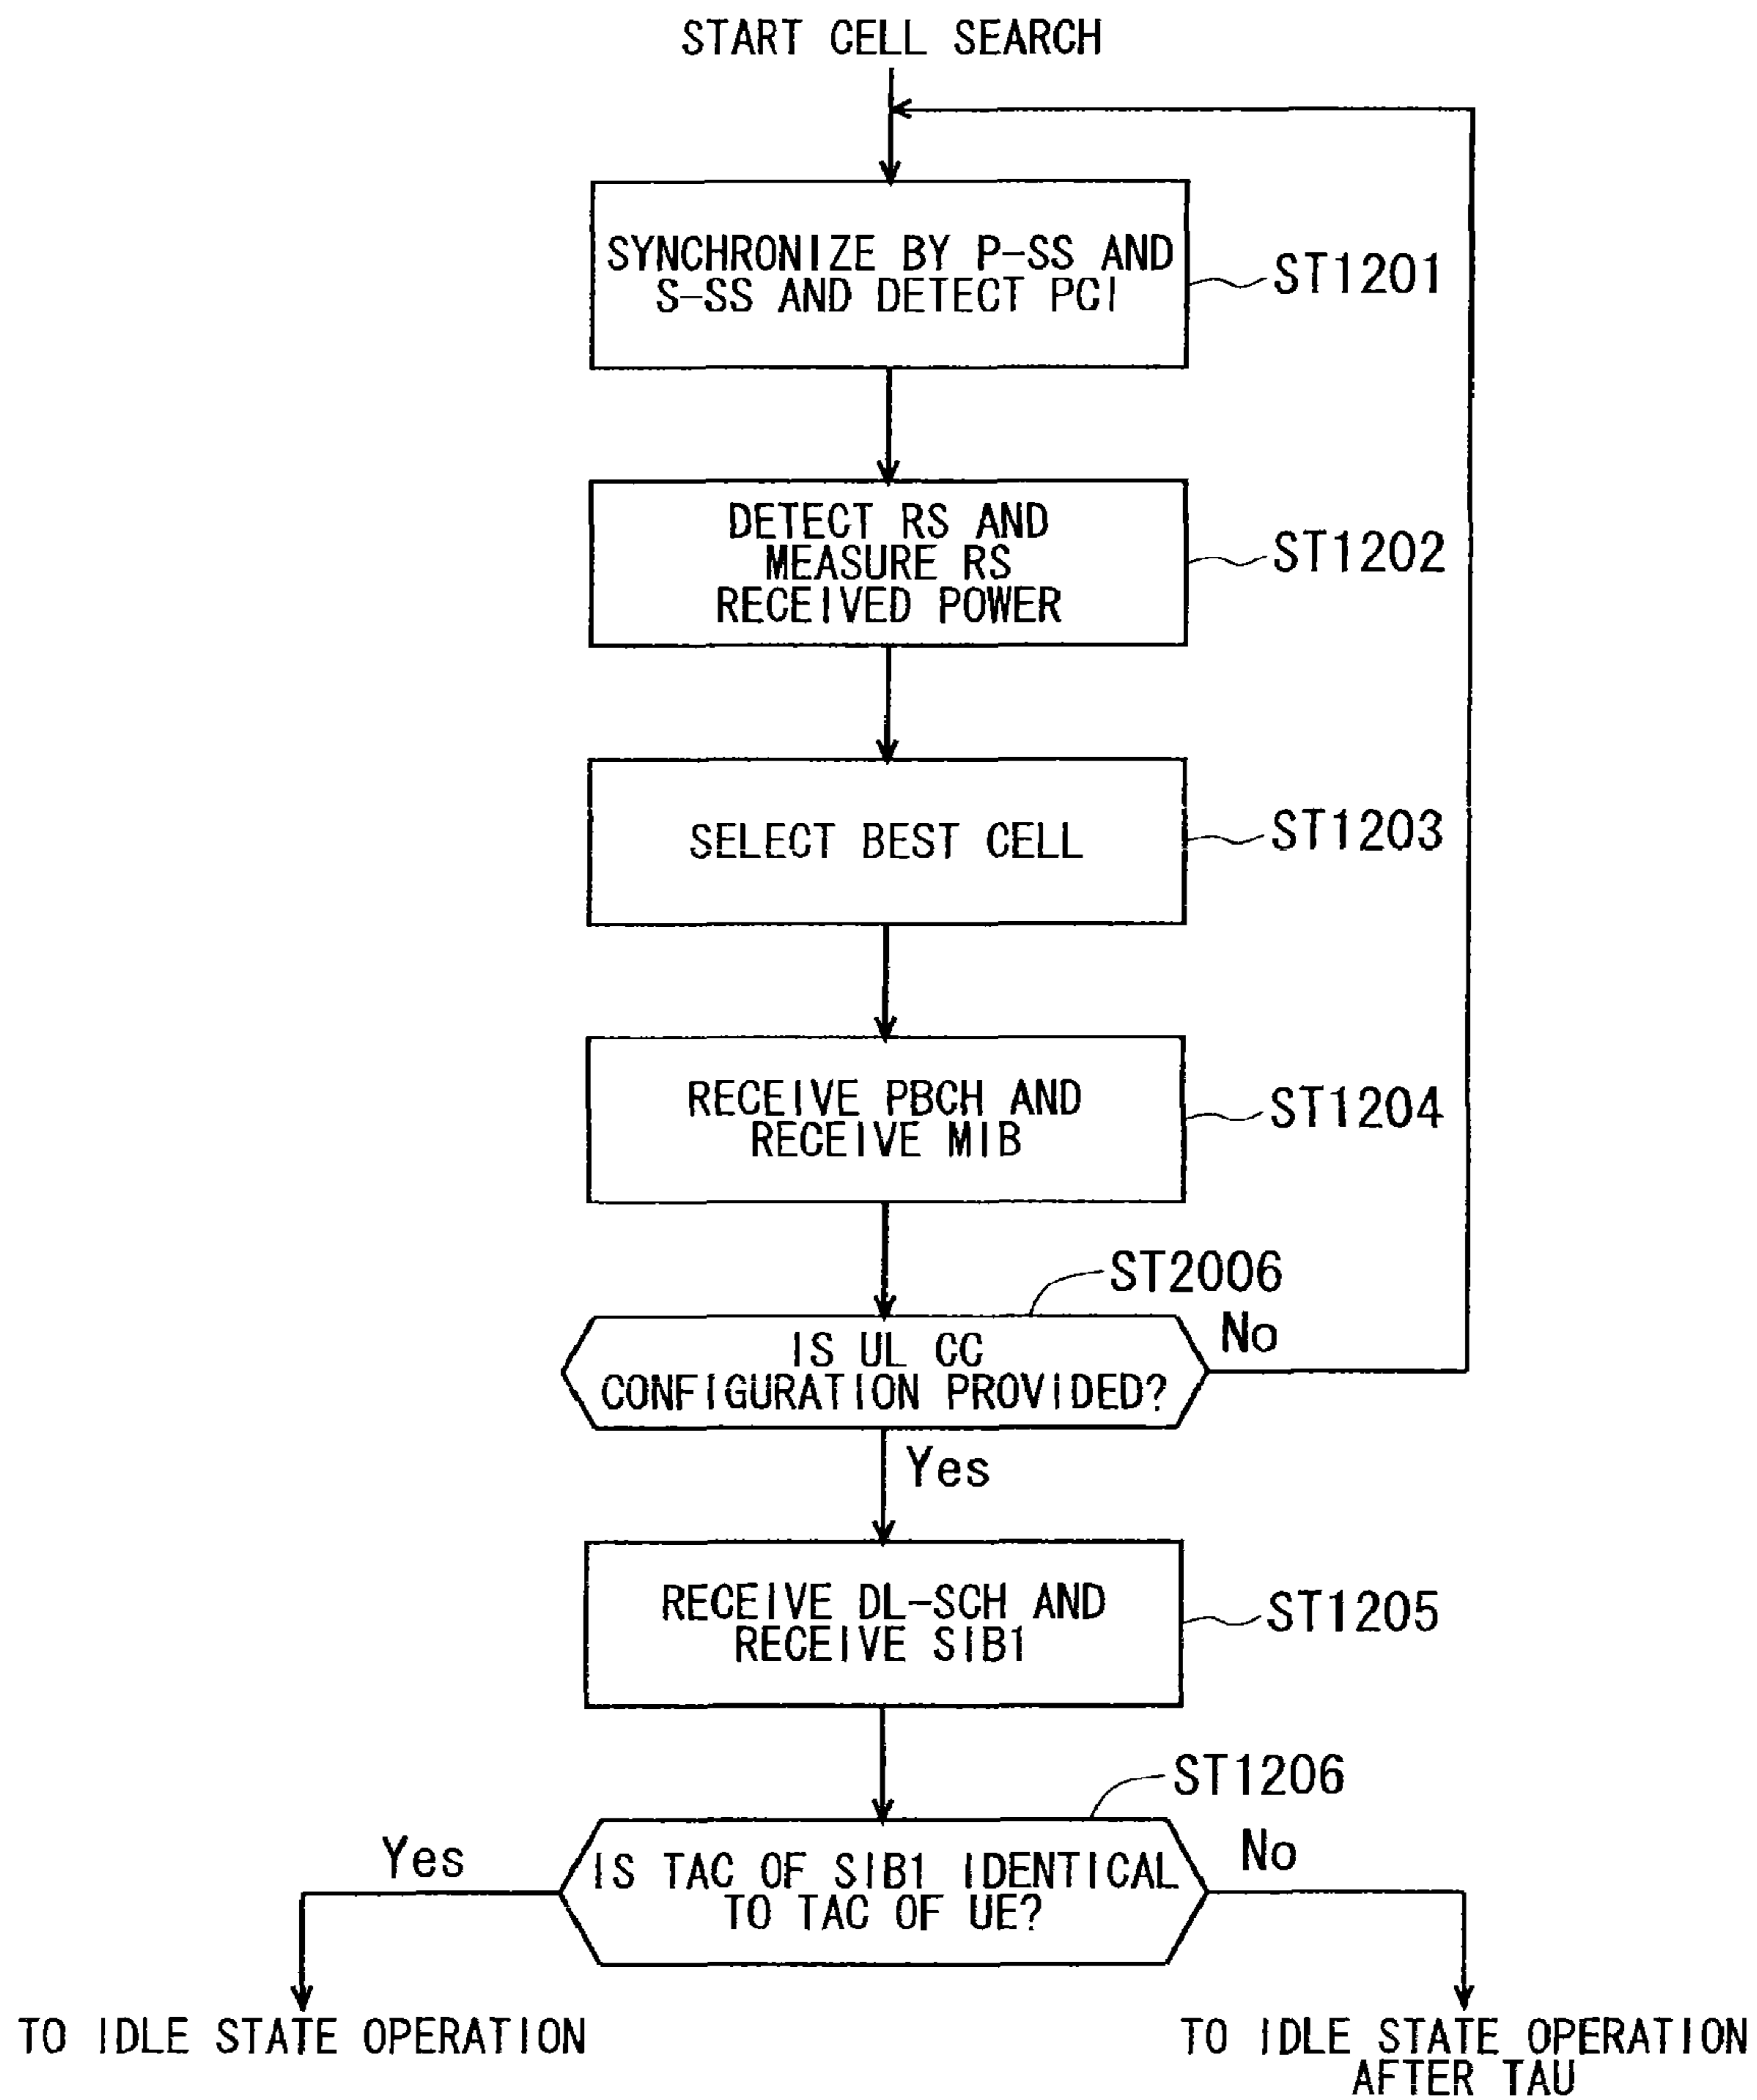 START CELL SEARCH
SYNCHRONIZE BY P-SS AND
S-SS AND DETECT PCI
ST1201
DETECT RS AND
MEASURE RS
RECEIVED POWER
ST1202
SELECT BEST CELL
ST1203
RECEIVE PBCH AND
RECEIVE MIB
ST1204
ST2006
IS UL CC
CONFIGURATION PROVIDED?
No
Yes
RECEIVE DL-SCH AND
RECEIVE SIB1
ST1205
ST1206
Yes
IS TAC OF SIB1 IDENTICAL
TO TAC OF UE?
No
TO IDLE STATE OPERATION
TO IDLE STATE OPERATION
AFTER TAU